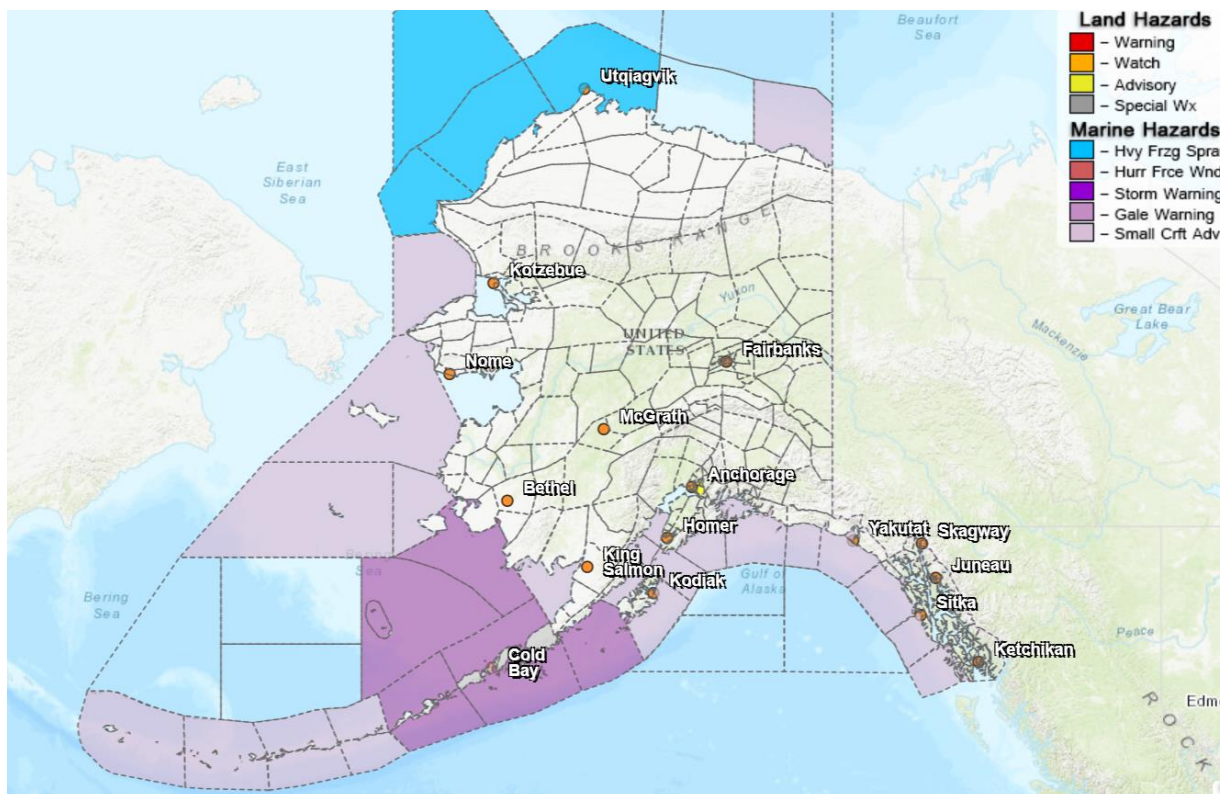 Beaufort
Sea
Utqiagvik
East
Siberian
Sea
BROOKS RANGE
Kotzebue
Yukon
Great Bear
Lake
Mackenzie
UNITED
STATES
Fairbanks
Nome
McGrath
Anchorage
Bethel
Homer
Yakutat
Skagway
King
Salmon
Juneau
Kodiak
Gulf of
Alaska
Bering
Sea
Bering
Sea
Sitka
Peace
Cold
Bay
Ketchikan
Edm
ROCK
Land Hazards
– Warning
– Watch
– Advisory
– Special Wx
Marine Hazards
– Hvy Frzg Spra
– Hurr Frce Wnd
– Storm Warning
– Gale Warning
– Small Crft Adv